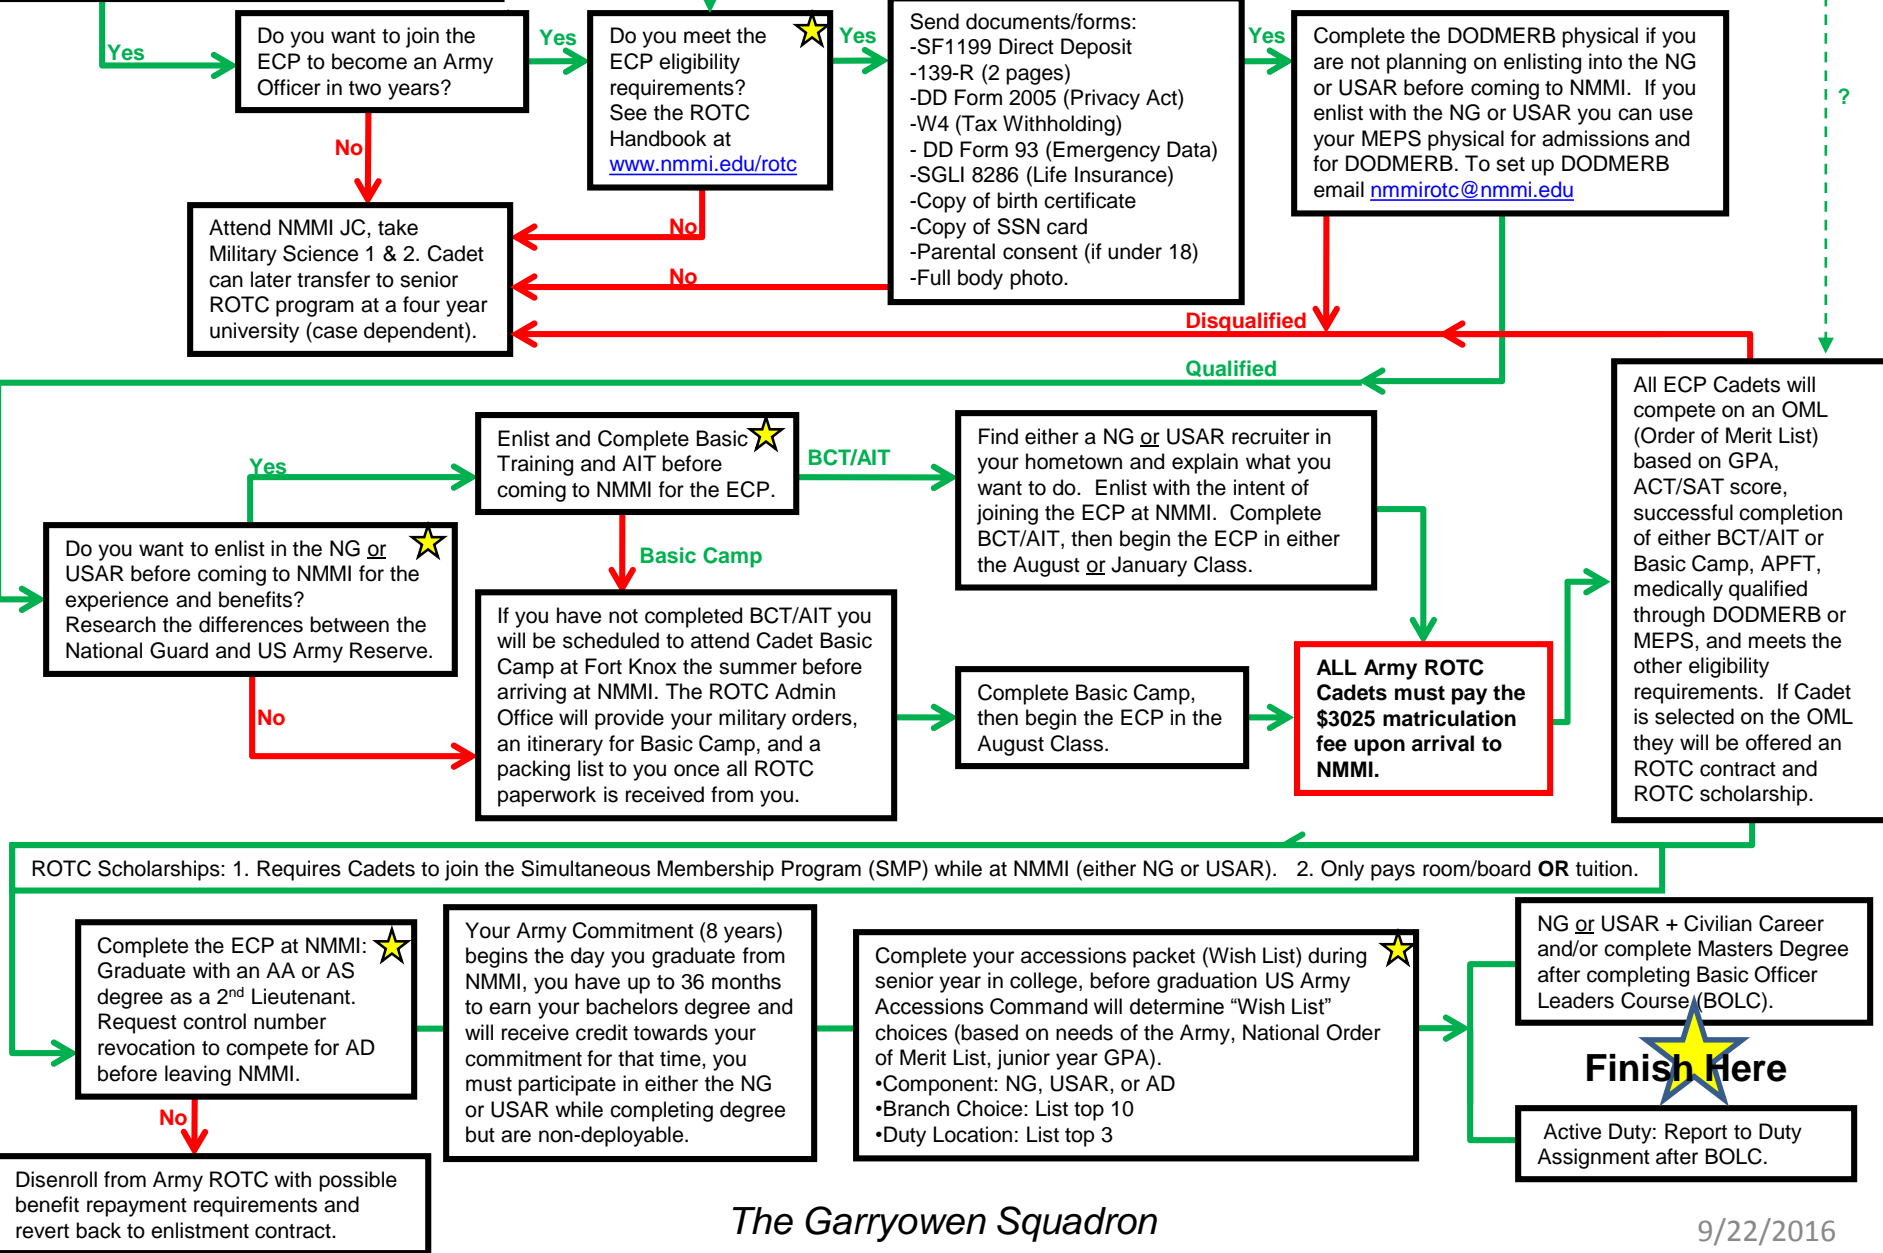 Yes
Do you want to join the
ECP to become an Army
Officer in two years?
Yes
No
Do you meet the
ECP eligibility
requirements?
See the ROTC
Handbook at
www.nmmi.edu/rotc
Yes
No
Send documents/forms:
-SF1199 Direct Deposit
-139-R (2 pages)
-DD Form 2005 (Privacy Act)
-W4 (Tax Withholding)
- DD Form 93 (Emergency Data)
-SGLI 8286 (Life Insurance)
-Copy of birth certificate
-Copy of SSN card
-Parental consent (if under 18)
-Full body photo.
Yes
No
Complete the DODMERB physical if you
are not planning on enlisting into the NG
or USAR before coming to NMMI.  If you
enlist with the NG or USAR you can use
your MEPS physical for admissions and
for DODMERB. To set up DODMERB
email nmmirotc@nmmi.edu
?
Attend NMMI JC, take
Military Science 1 & 2. Cadet
can later transfer to senior
ROTC program at a four year
university (case dependent).
Disqualified
Qualified
Do you want to enlist in the NG or
USAR before coming to NMMI for the
experience and benefits?
Research the differences between the
National Guard and US Army Reserve.
Yes
No
Enlist and Complete Basic
Training and AIT before
coming to NMMI for the ECP.
BCT/AIT
Basic Camp
Find either a NG or USAR recruiter in
your hometown and explain what you
want to do.  Enlist with the intent of
joining the ECP at NMMI.  Complete
BCT/AIT, then begin the ECP in either
the August or January Class.
If you have not completed BCT/AIT you
will be scheduled to attend Cadet Basic
Camp at Fort Knox the summer before
arriving at NMMI. The ROTC Admin
Office will provide your military orders,
an itinerary for Basic Camp, and a
packing list to you once all ROTC
paperwork is received from you.
Complete Basic Camp,
then begin the ECP in the
August Class.
ALL Army ROTC
Cadets must pay the
$3025 matriculation
fee upon arrival to
NMMI.
All ECP Cadets will
compete on an OML
(Order of Merit List)
based on GPA,
ACT/SAT score,
successful completion
of either BCT/AIT or
Basic Camp, APFT,
medically qualified
through DODMERB or
MEPS, and meets the
other eligibility
requirements.  If Cadet
is selected on the OML
they will be offered an
ROTC contract and
ROTC scholarship.
ROTC Scholarships: 1. Requires Cadets to join the Simultaneous Membership Program (SMP) while at NMMI (either NG or USAR).   2. Only pays room/board OR tuition.
Complete the ECP at NMMI:
Graduate with an AA or AS
degree as a 2nd Lieutenant.
Request control number
revocation to compete for AD
before leaving NMMI.
No
Disenroll from Army ROTC with possible
benefit repayment requirements and
revert back to enlistment contract.
Your Army Commitment (8 years)
begins the day you graduate from
NMMI, you have up to 36 months
to earn your bachelors degree and
will receive credit towards your
commitment for that time, you
must participate in either the NG
or USAR while completing degree
but are non-deployable.
Complete your accessions packet (Wish List) during
senior year in college, before graduation US Army
Accessions Command will determine “Wish List”
choices (based on needs of the Army, National Order
of Merit List, junior year GPA).
•Component: NG, USAR, or AD
•Branch Choice: List top 10
•Duty Location: List top 3
NG or USAR + Civilian Career
and/or complete Masters Degree
after completing Basic Officer
Leaders Course (BOLC).
Finish Here
Active Duty: Report to Duty
Assignment after BOLC.
The Garryowen Squadron
9/22/2016